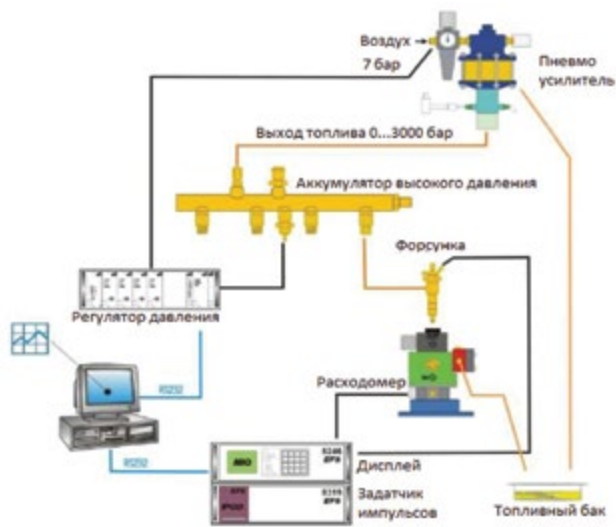 Воздух
7 бар
Пневмо
усилитель
Выход топлива 0...3000 бар
Аккумулятор высокого давления
Форсунка
Регулятор давления
RS232
Расходомер
RS232
Дисплей
Задатчик
импульсов
Топливный бак